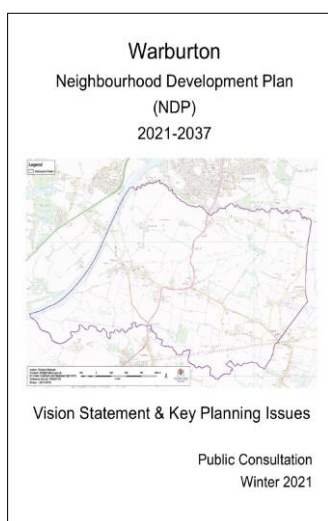 Warburton
Neighbourhood Development Plan
(NDP)
2021-2037
Legend
Vision Statement & Key Planning Issues
Public Consultation
Winter 2021